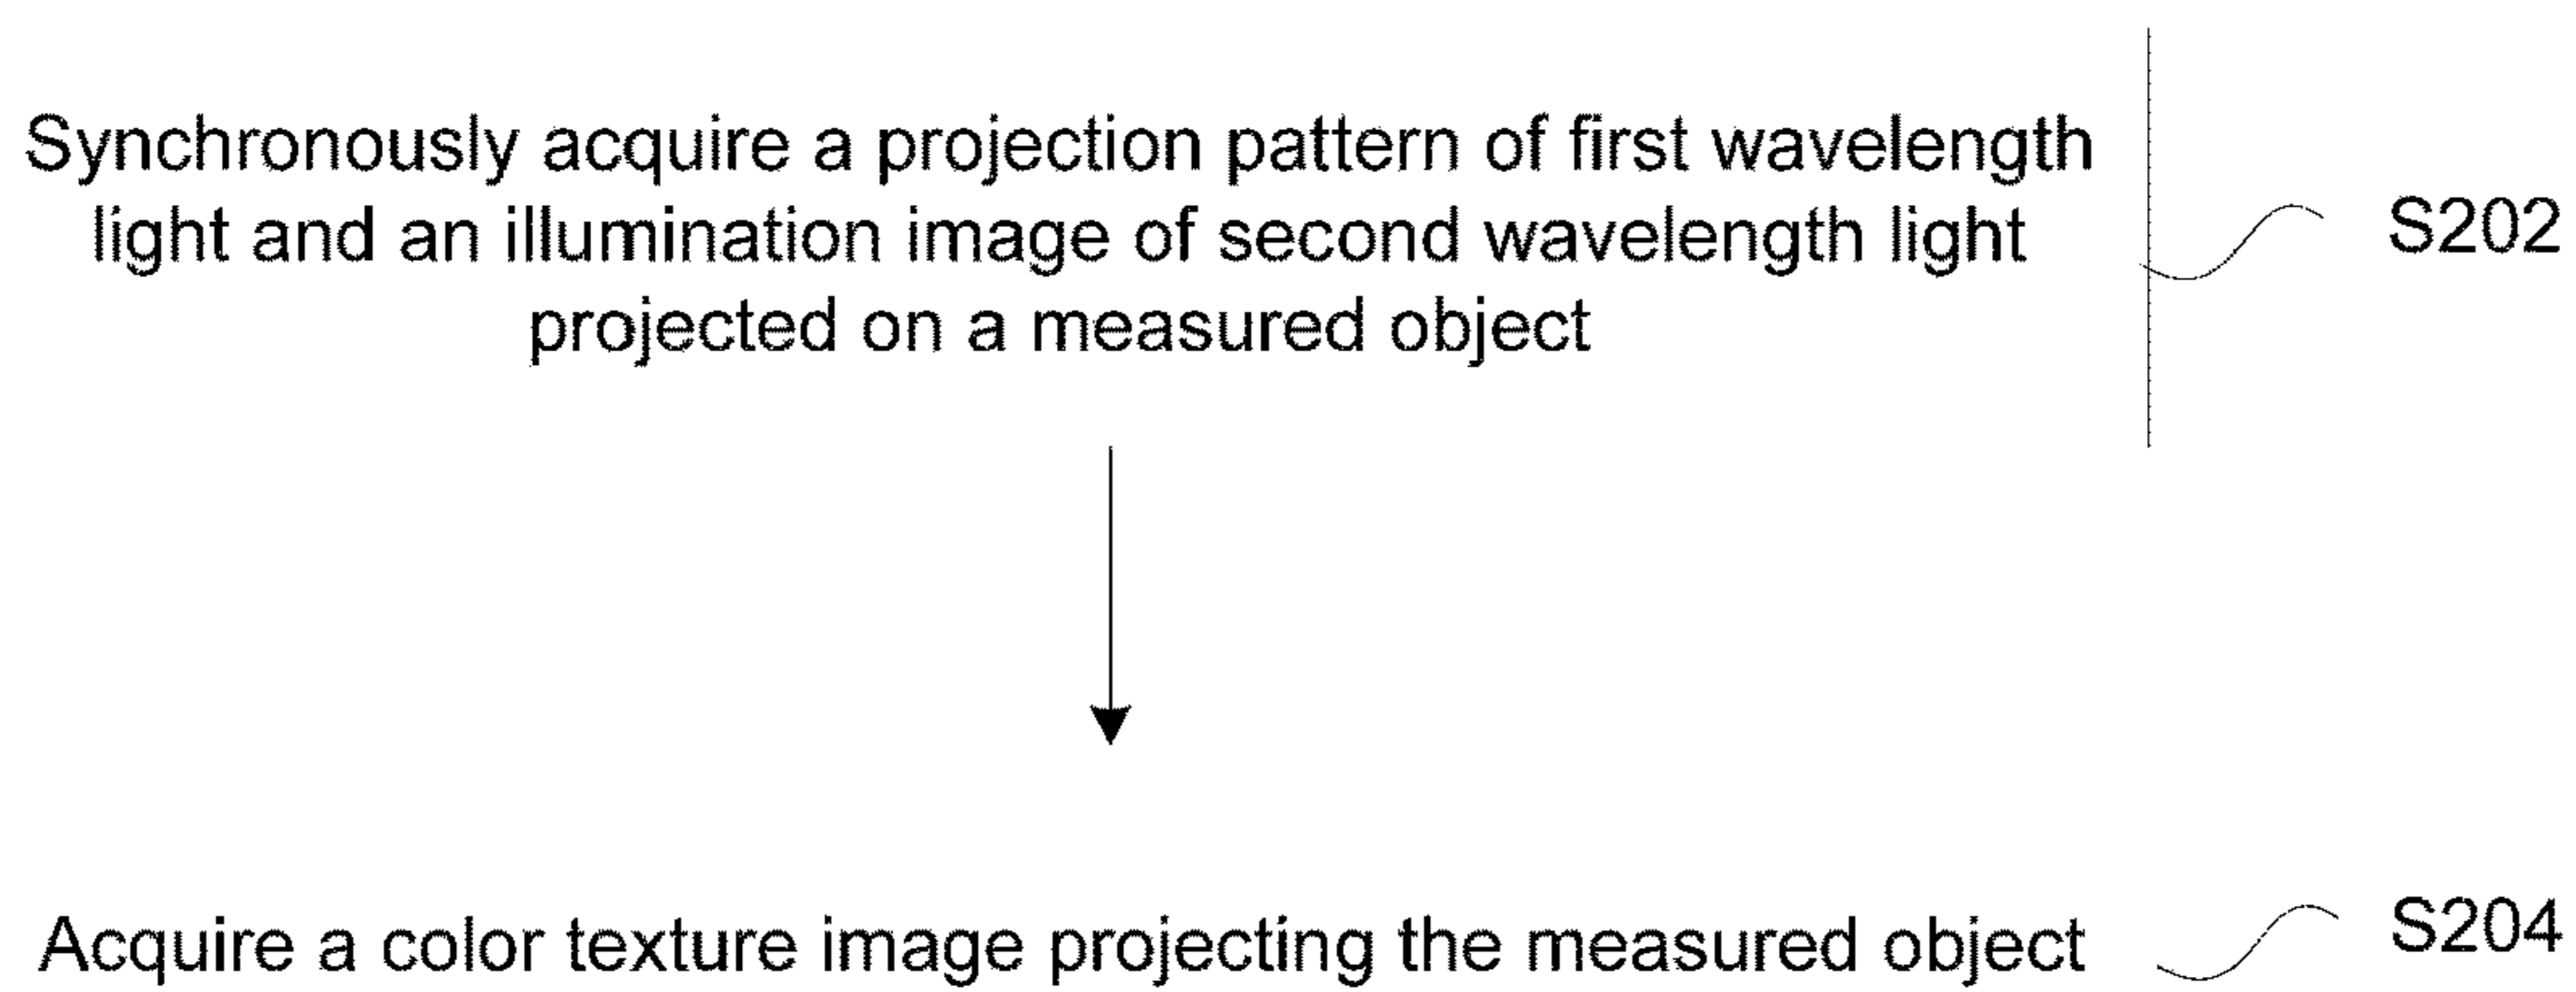 Synchronously acquire a projection pattern of first wavelength
light and an illumination image of second wavelength light
projected on a measured object
S202
Acquire a color texture image projecting the measured object
S204